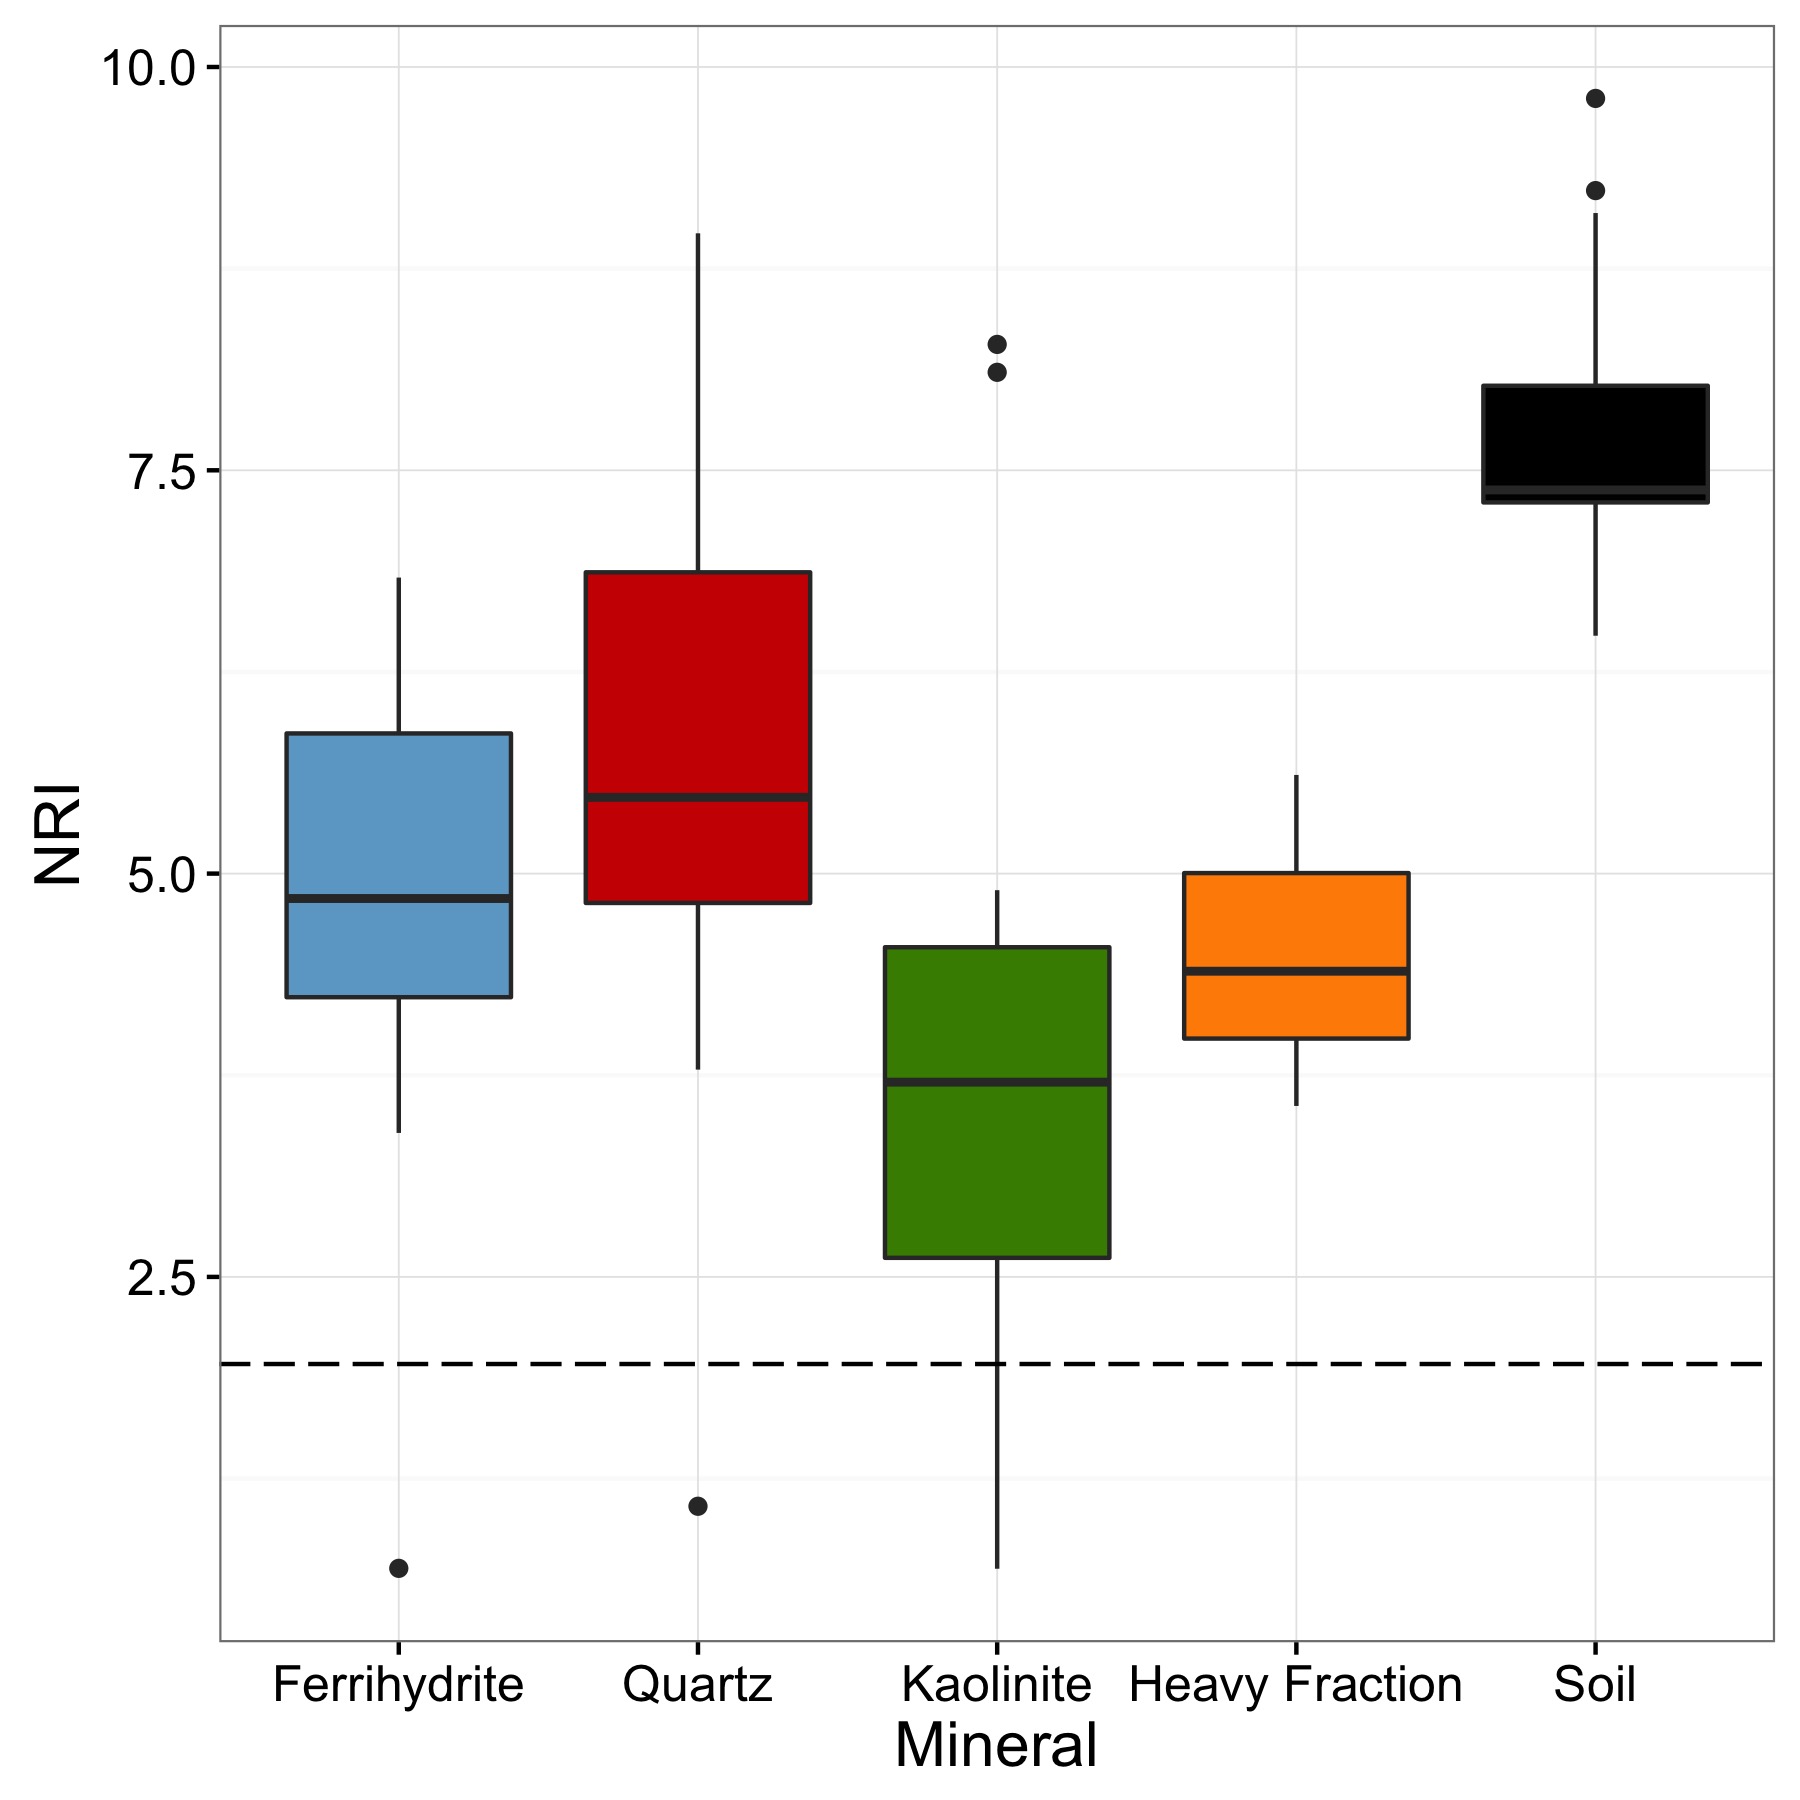 10.0
7.5
5.0
2.5
NRI
Ferrihydrite Quartz Kaolinite Heavy Fraction Soil
Mineral